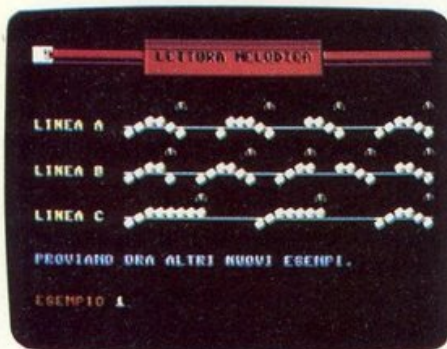 LETTURA MELODICA
LINEA A
LINEA B
LINEA C
PROVIAMO ORA ALTRI NUOVI ESEMPI.
ESEMPIO 1